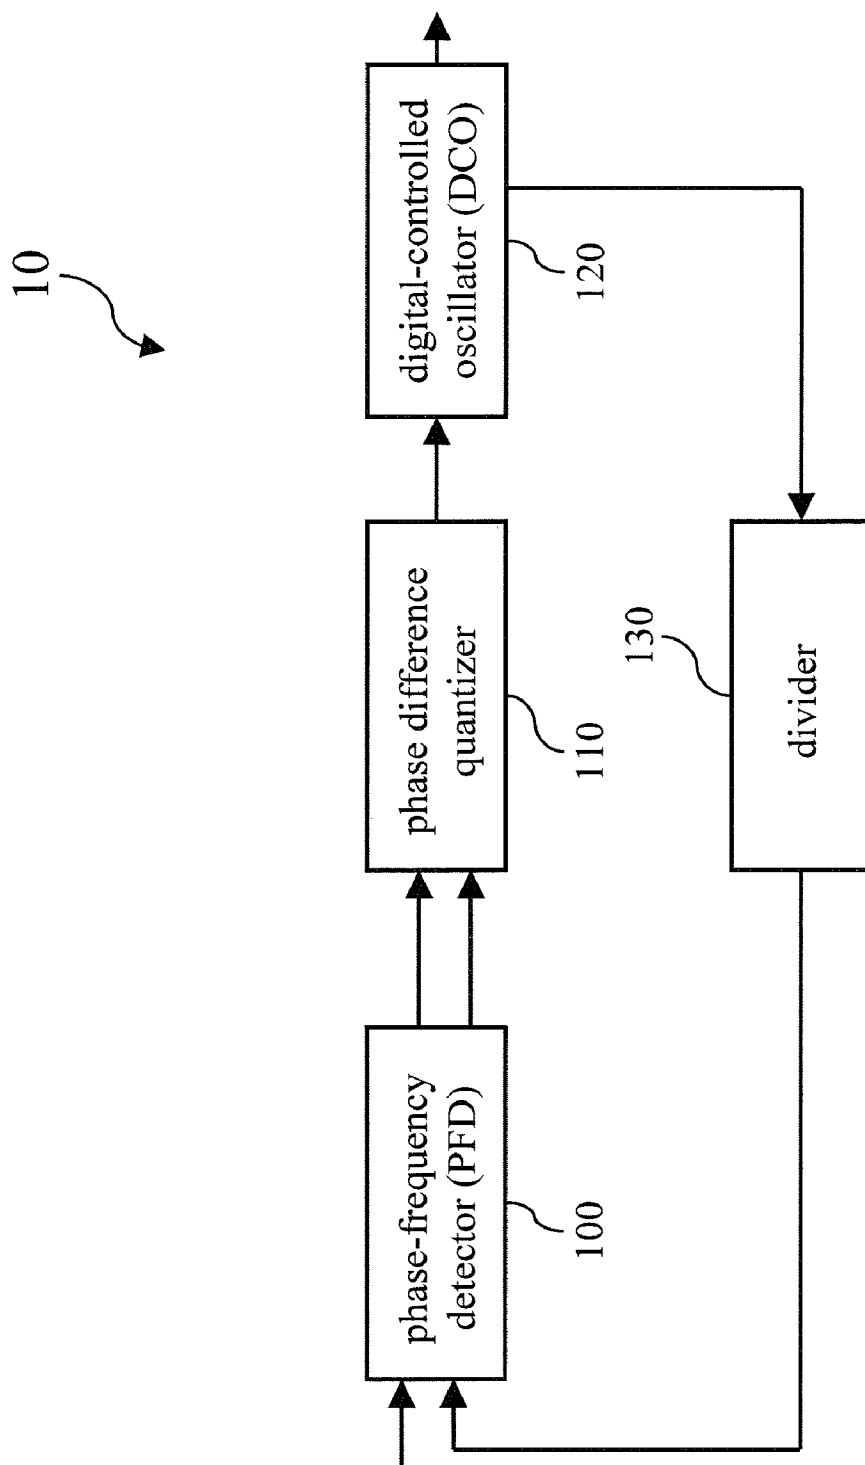 10
phase-frequency
detector (PFD)
100
phase difference
quantizer
110
digital-controlled
oscillator (DCO)
120
divider
130